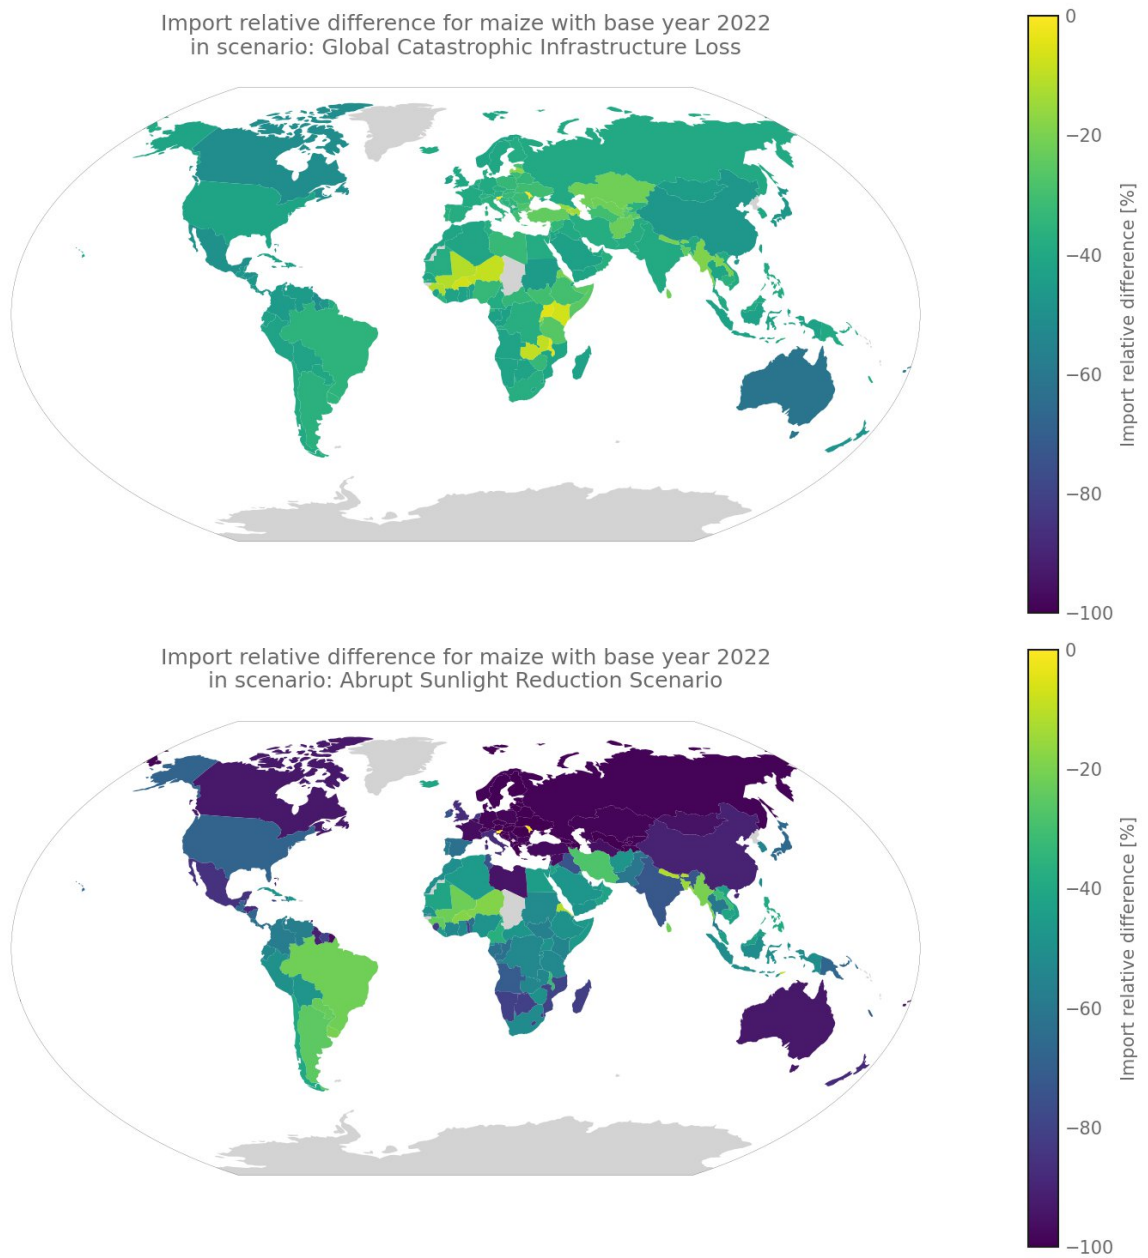 Import relative difference for maize with base year 2022
in scenario: Global Catastrophic Infrastructure Loss
0
−20
−40
−60
−80
−100
Import relative difference [%]
Import relative difference for maize with base year 2022
in scenario: Abrupt Sunlight Reduction Scenario
0
−20
−40
−60
−80
−100
Import relative difference [%]